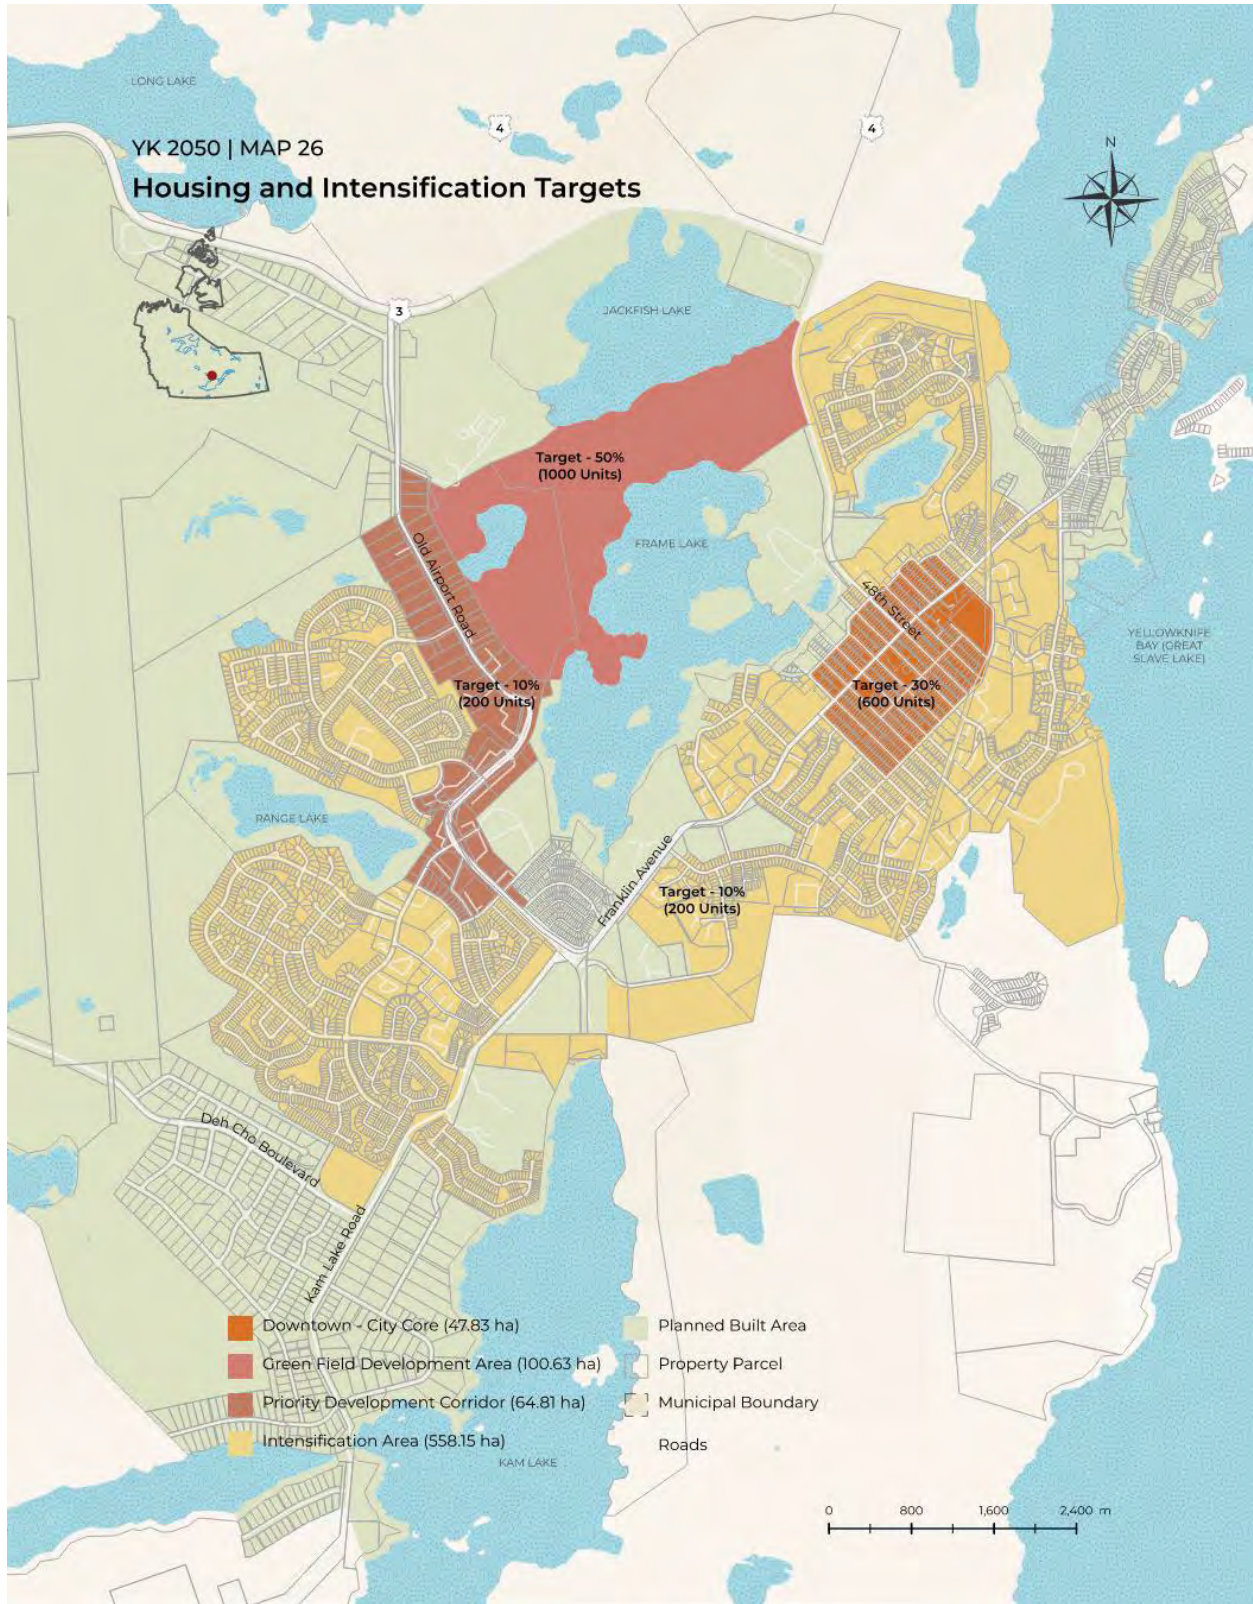 LONG LAKE
YK 2050 | MAP 26
Housing and Intensification Targets
4
4
N
3
JACKFISH LAKE
Target - 50%
(1000 Units)
Old Airport Road
FRAME LAKE
48th Street
YELLOWKNIFE
BAY (GREAT
SLAVE LAKE)
Target - 10%
(200 Units)
Target - 30%
(600 Units)
RANGE LAKE
Franklin Avenue
Target - 10%
(200 Units)
Deh Cho Boulevard
Kam Lake Road
Downtown - City Core (47.83 ha)
Green Field Development Area (100.63 ha)
Priority Development Corridor (64.81 ha)
Intensification Area (558.15 ha)
Planned Built Area
Property Parcel
Municipal Boundary
Roads
KAM LAKE
0 800 1,600 2,400 m